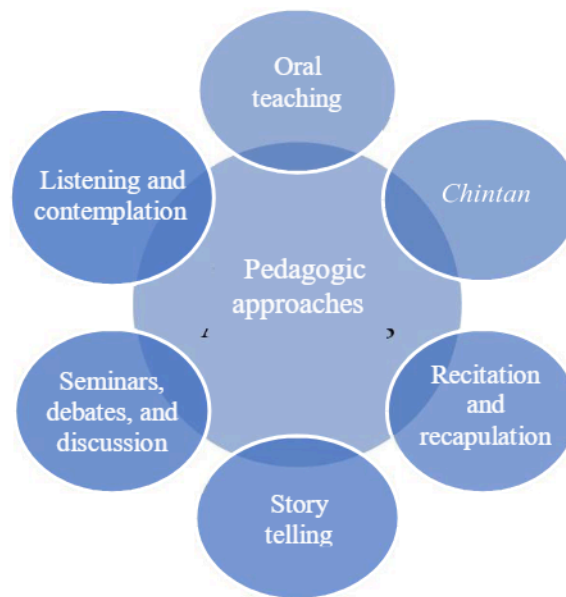 Oral
teaching
Listening and
contemplation
Chintan
Pedagogic
approaches
Seminars,
debates, and
discussion
Recitation
and
recapulation
Story
telling